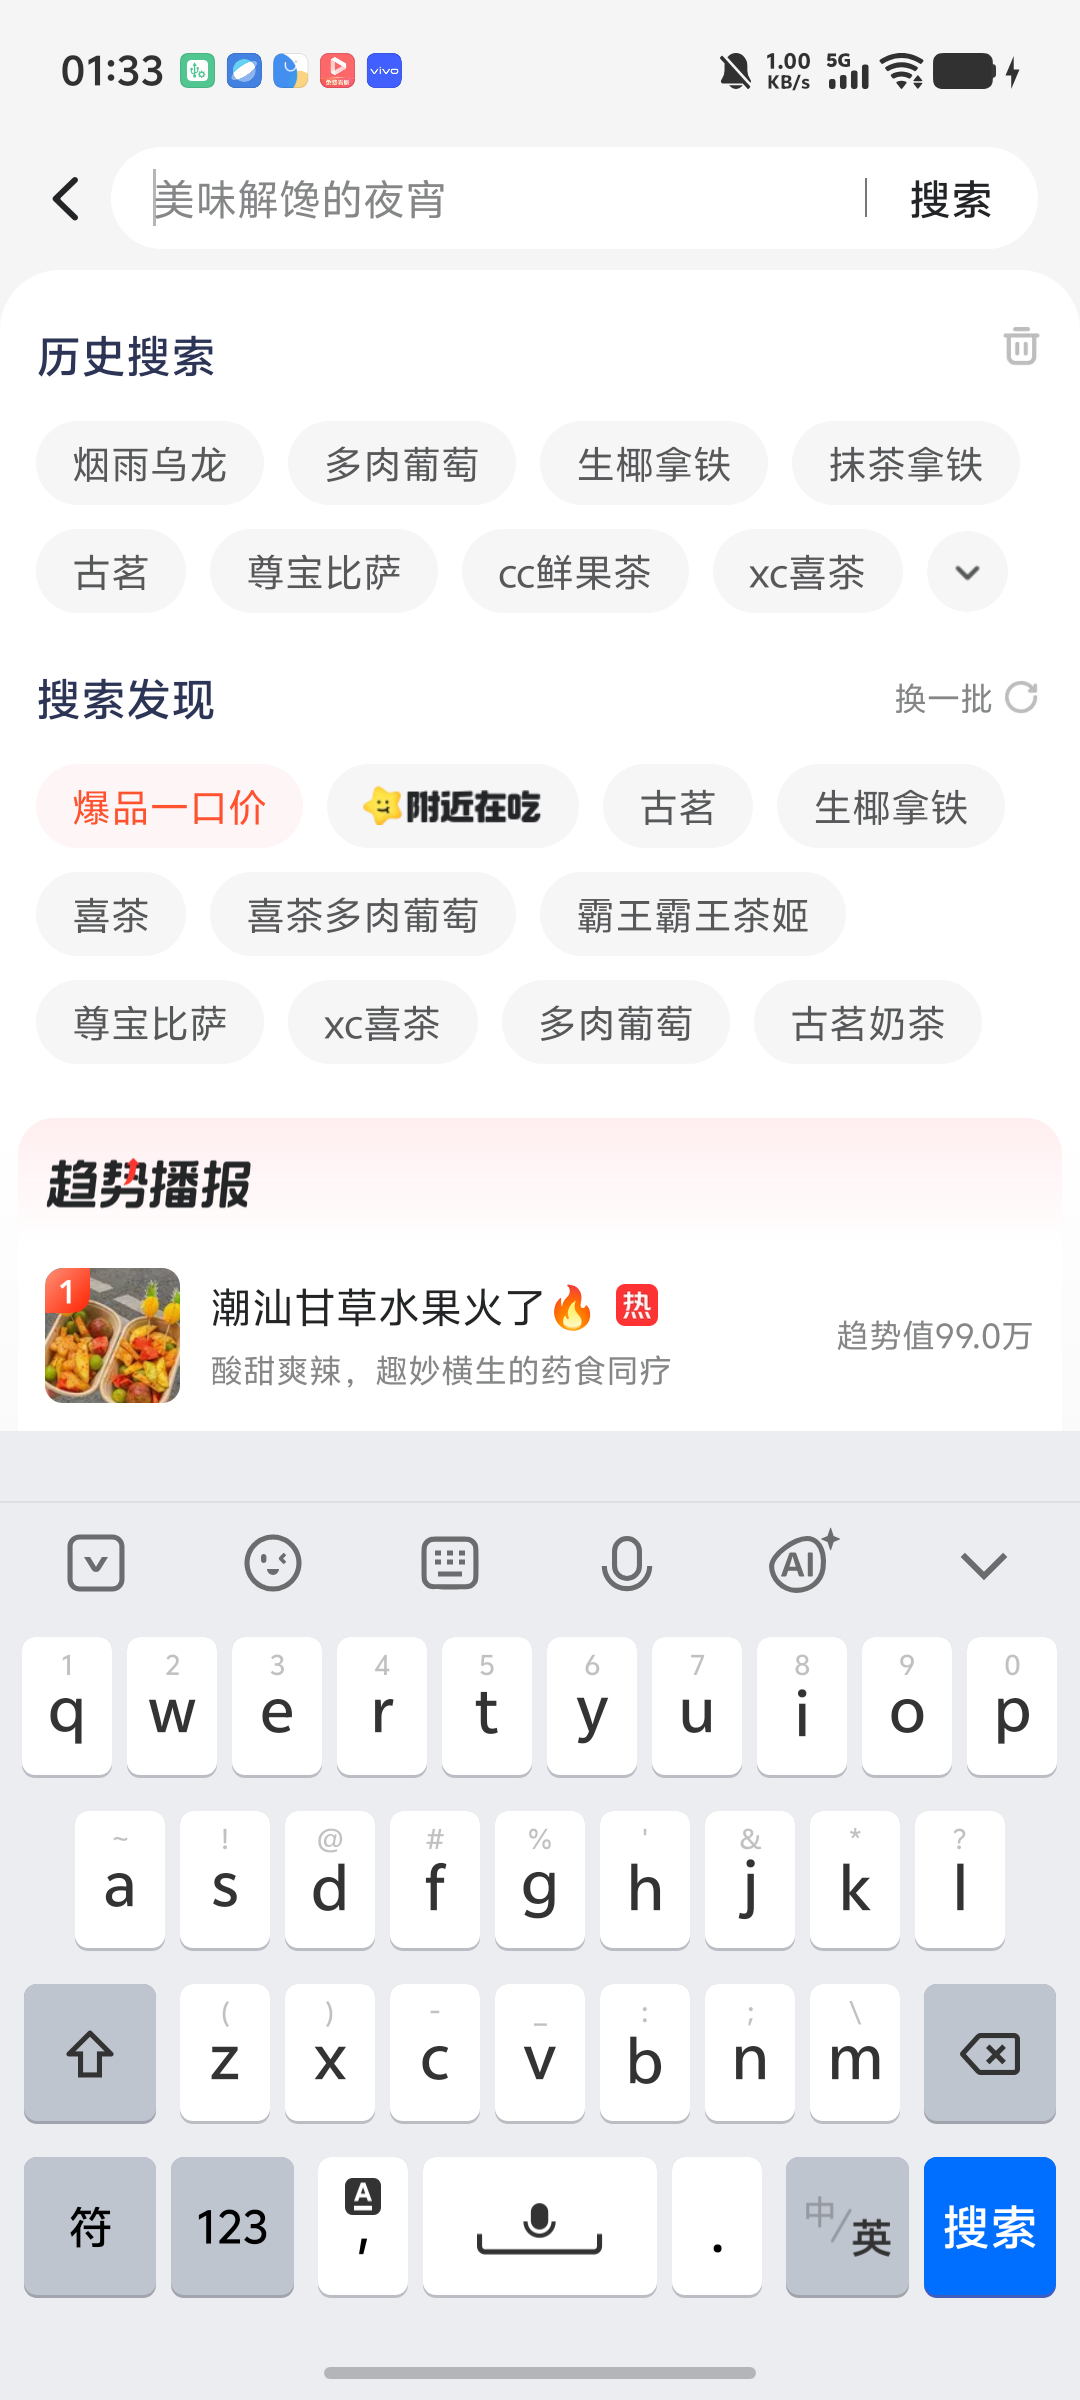 01:33
vivo
1.00
KB/s
5G
美味解馋的夜宵
搜索
历史搜索
烟雨乌龙
多肉葡萄
生椰拿铁
抹茶拿铁
古茗
尊宝比萨
cc鲜果茶
xc喜茶
搜索发现
换一批
爆品一口价
附近在吃
古茗
生椰拿铁
喜茶
喜茶多肉葡萄
霸王霸王茶姬
尊宝比萨
xc喜茶
多肉葡萄
古茗奶茶
趋势播报
1
潮汕甘草水果火了🔥 热
酸甜爽辣，趣妙横生的药食同疗
趋势值99.0万
AI
1 2 3 4 5 6 7 8 9 0
q w e r t y u i o p
~ ! @ # % ' & * ?
a s d f g h j k l
( ) - _ : ; \
z x c v b n m
符 123 A , . 中/英 搜索